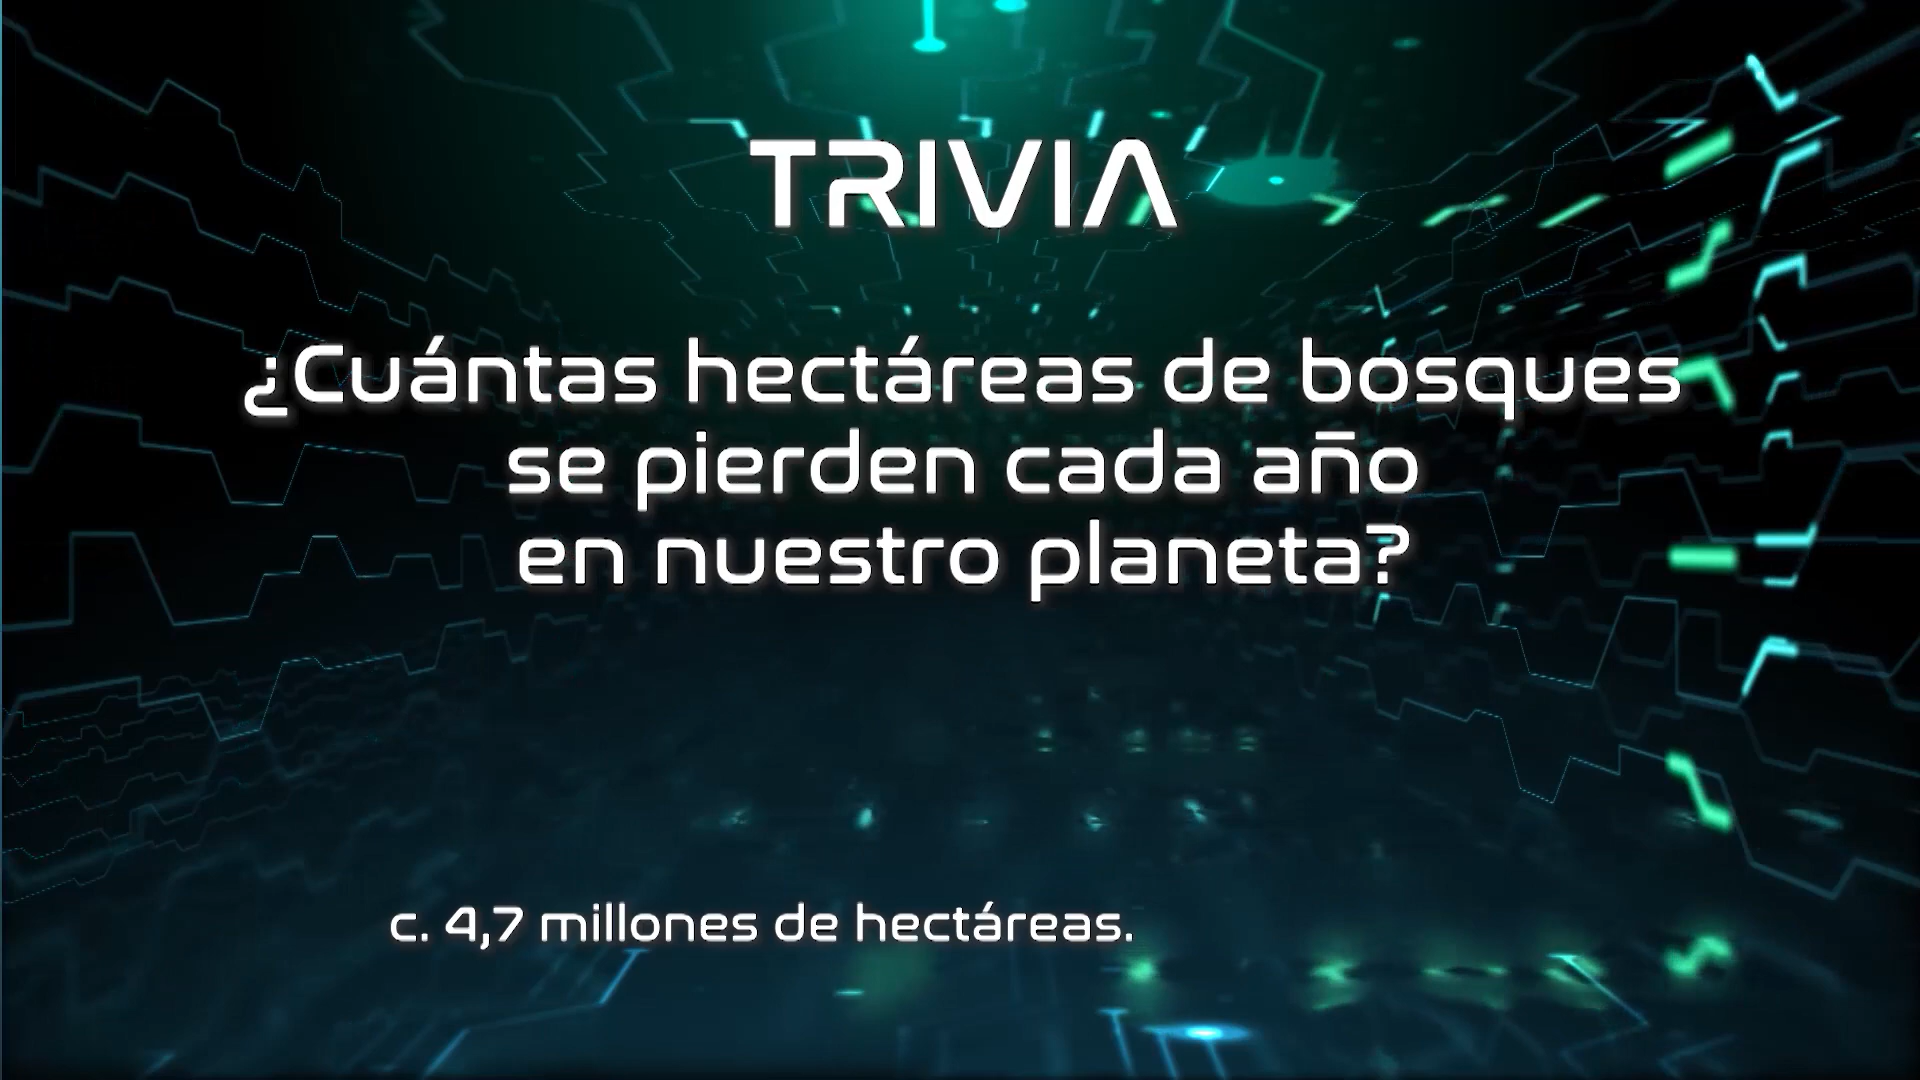 TRIVIA
¿Cuántas hectáreas de bosques
se pierden cada año
en nuestro planeta?
c. 4,7 millones de hectáreas.